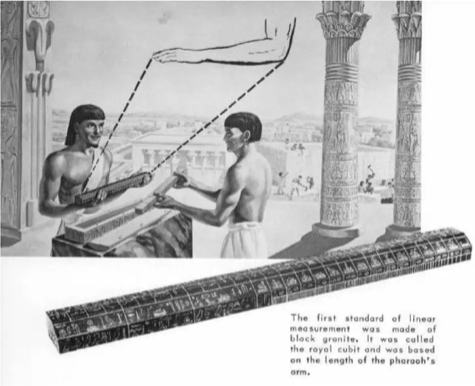 The first standard of linear
measurement was made of
black granite. It was called
the royal cubit and was based
on the length of the pharaoh's
arm.